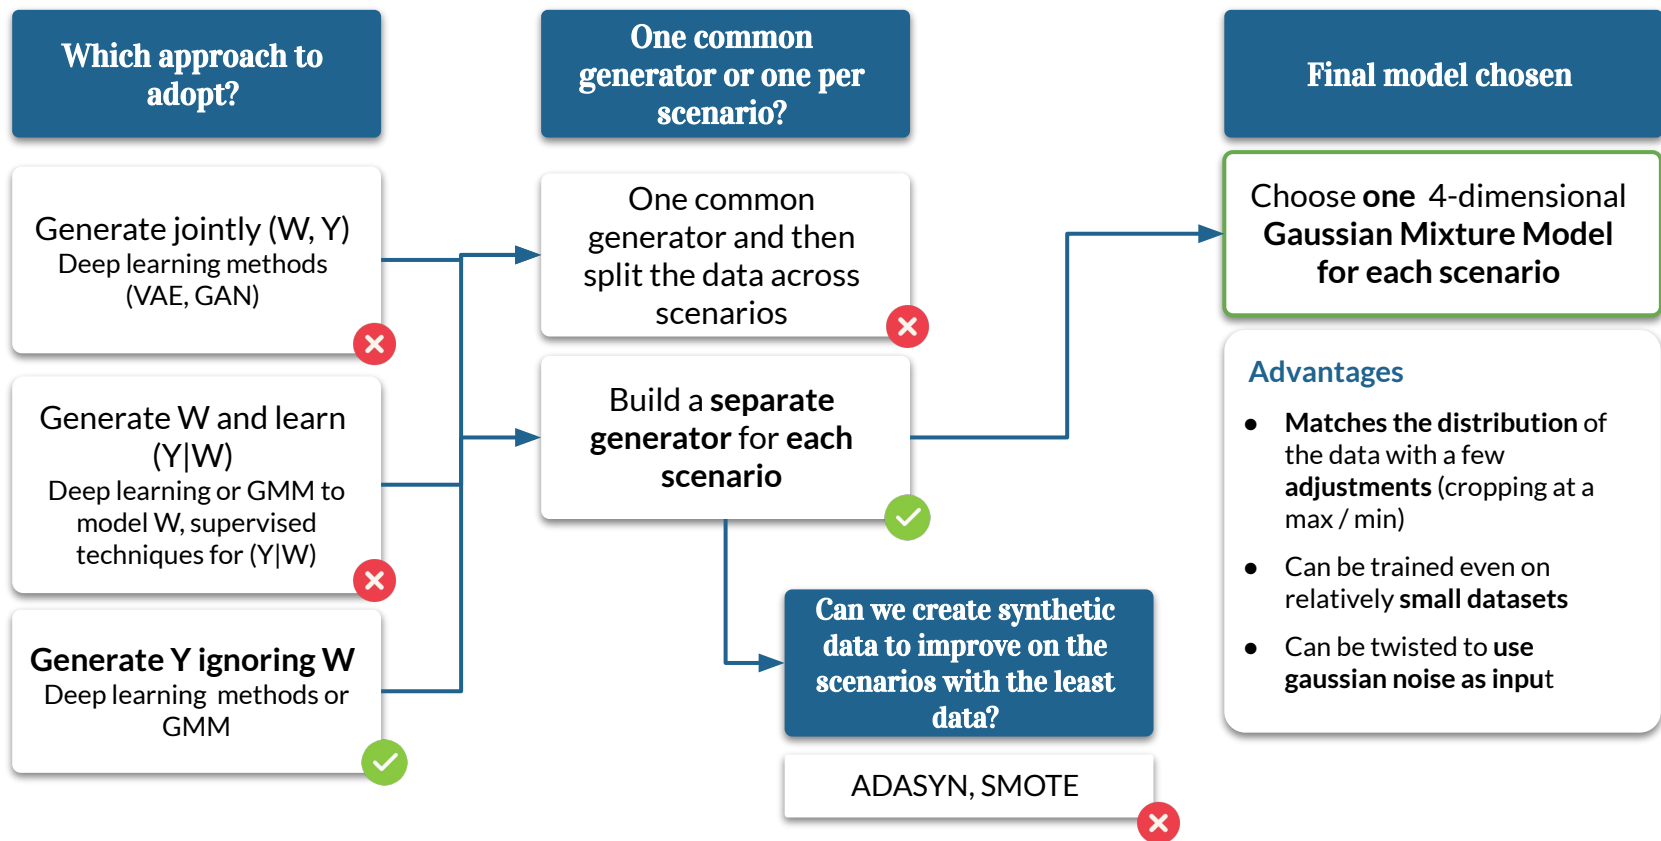 Which approach to
adopt?
Generate jointly (W, Y)
Deep learning methods
(VAE, GAN)
Generate W and learn
(Y|W)
Deep learning or GMM to
model W, supervised
techniques for (Y|W)
Generate Y ignoring W
Deep learning methods or
GMM
One common
generator or one per
scenario?
One common
generator and then
split the data across
scenarios
Build a separate
generator for each
scenario
Can we create synthetic
data to improve on the
scenarios with the least
data?
ADASYN, SMOTE
Final model chosen
Choose one 4-dimensional
Gaussian Mixture Model
for each scenario
Advantages
● Matches the distribution of
the data with a few
adjustments (cropping at a
max / min)
● Can be trained even on
relatively small datasets
● Can be twisted to use
gaussian noise as input